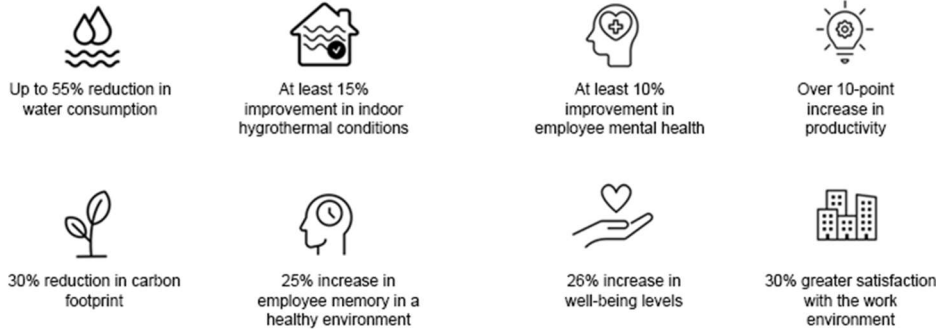 Up to 55% reduction in
water consumption
At least 15%
improvement in indoor
hygrothermal conditions
At least 10%
improvement in
employee mental health
Over 10-point
increase in
productivity
30% reduction in carbon
footprint
25% increase in
employee memory in a
healthy environment
26% increase in
well-being levels
30% greater satisfaction
with the work
environment